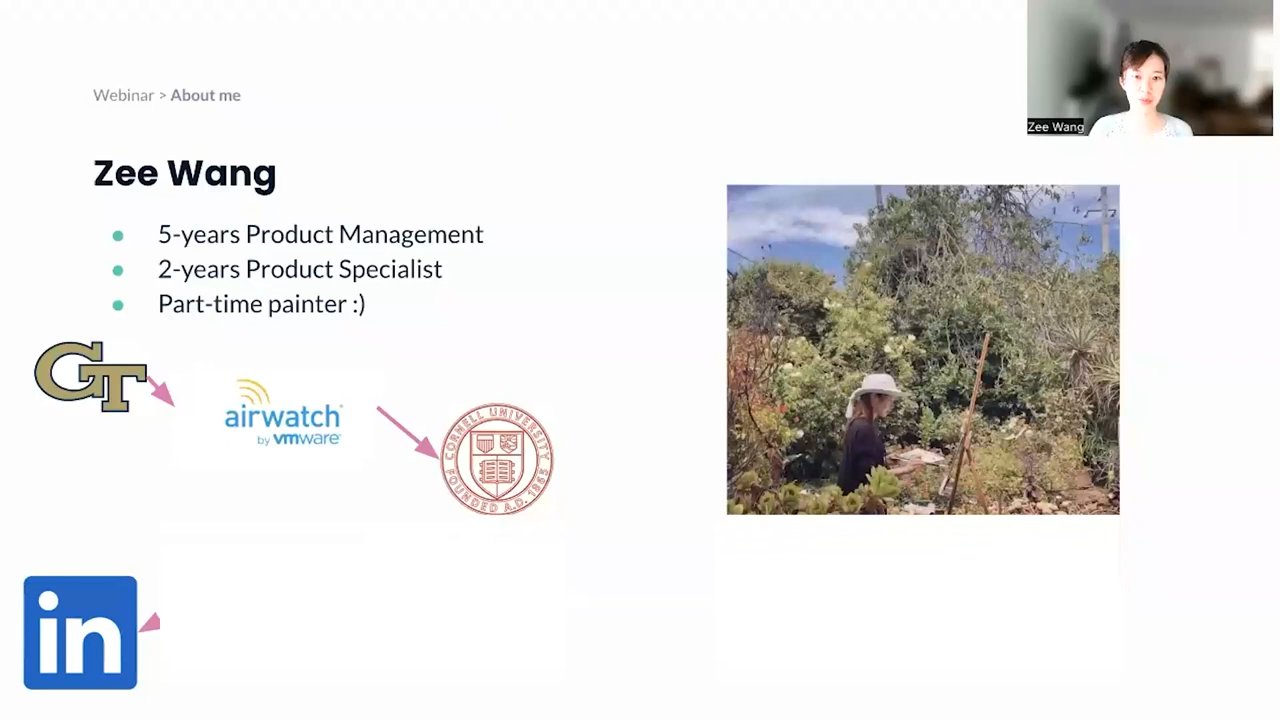 Webinar > About me
Zee Wang
Zee Wang
5-years Product Management
2-years Product Specialist
Part-time painter :)
GT
airwatch
by vmware
CORNELL UNIVERSITY
FOUNDED A.D. 1865
in